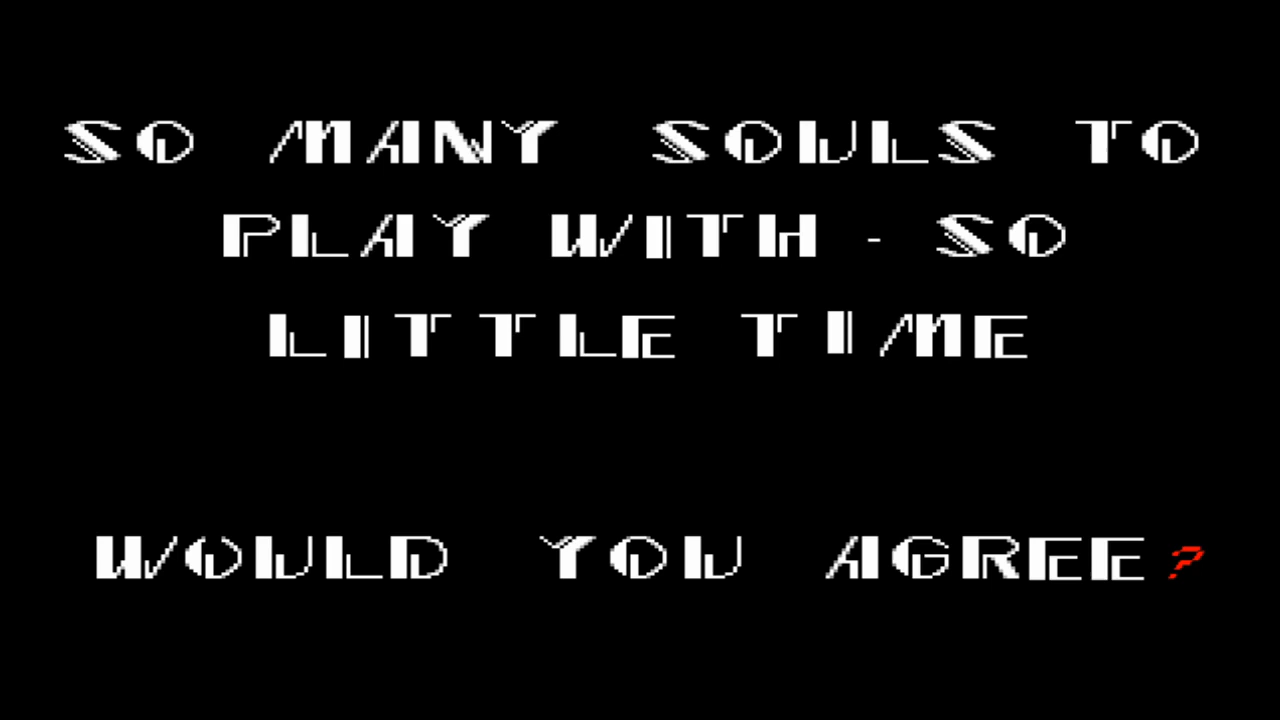 SO MANY SOULS TO
PLAY WITH - SO
LITTLE TIME
WOULD YOU AGREE?